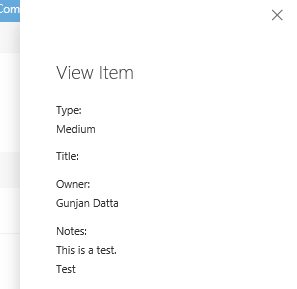 Com
View Item
Type:
Medium
Title:
Owner:
Gunjan Datta
Notes:
This is a test.
Test